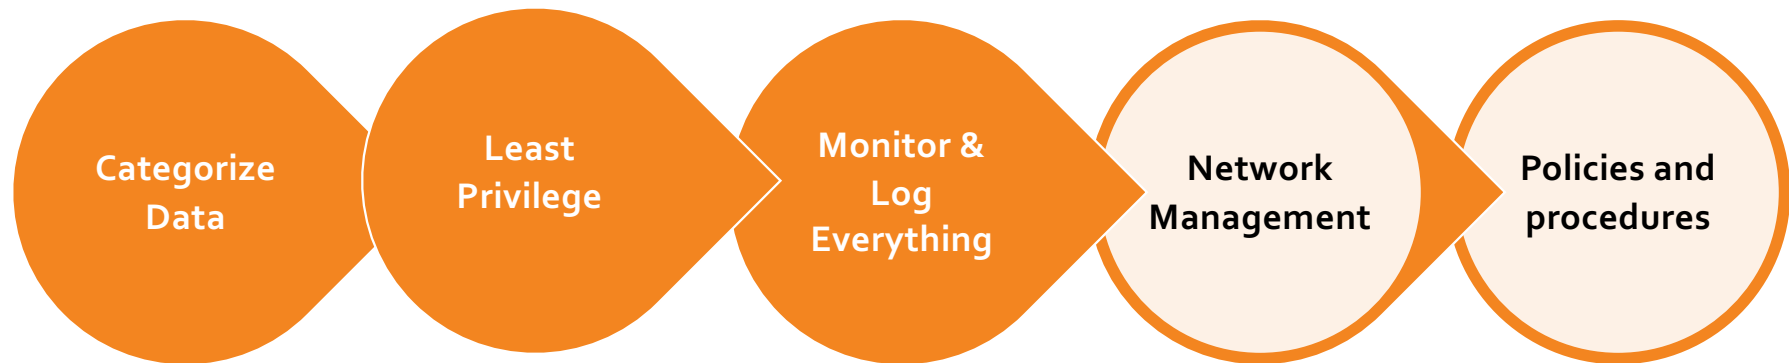 Categorize
Data
Least
Privilege
Monitor &
Log
Everything
Network
Management
Policies and
procedures